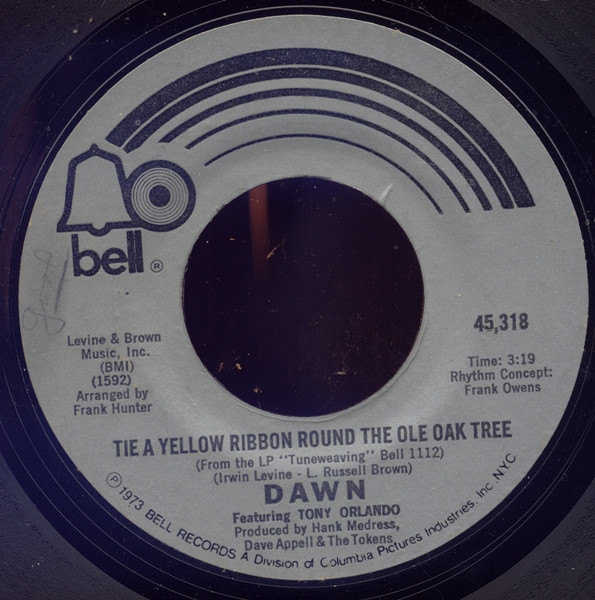 bell ®
45,318
Levine & Brown
Music, Inc.
(BMI)
(1592)
Arranged by
Frank Hunter
Time: 3:19
Rhythm Concept:
Frank Owens
TIE A YELLOW RIBBON ROUND THE OLE OAK TREE
(From the LP "Tuneweaving" Bell 1112)
(Irwin Levine - L. Russell Brown)
DAWN
Featuring TONY ORLANDO
Produced by Hank Medress,
Dave Appell & The Tokens
℗ 1973 BELL RECORDS A Division of Columbia Pictures Industries, Inc. N.Y.C.